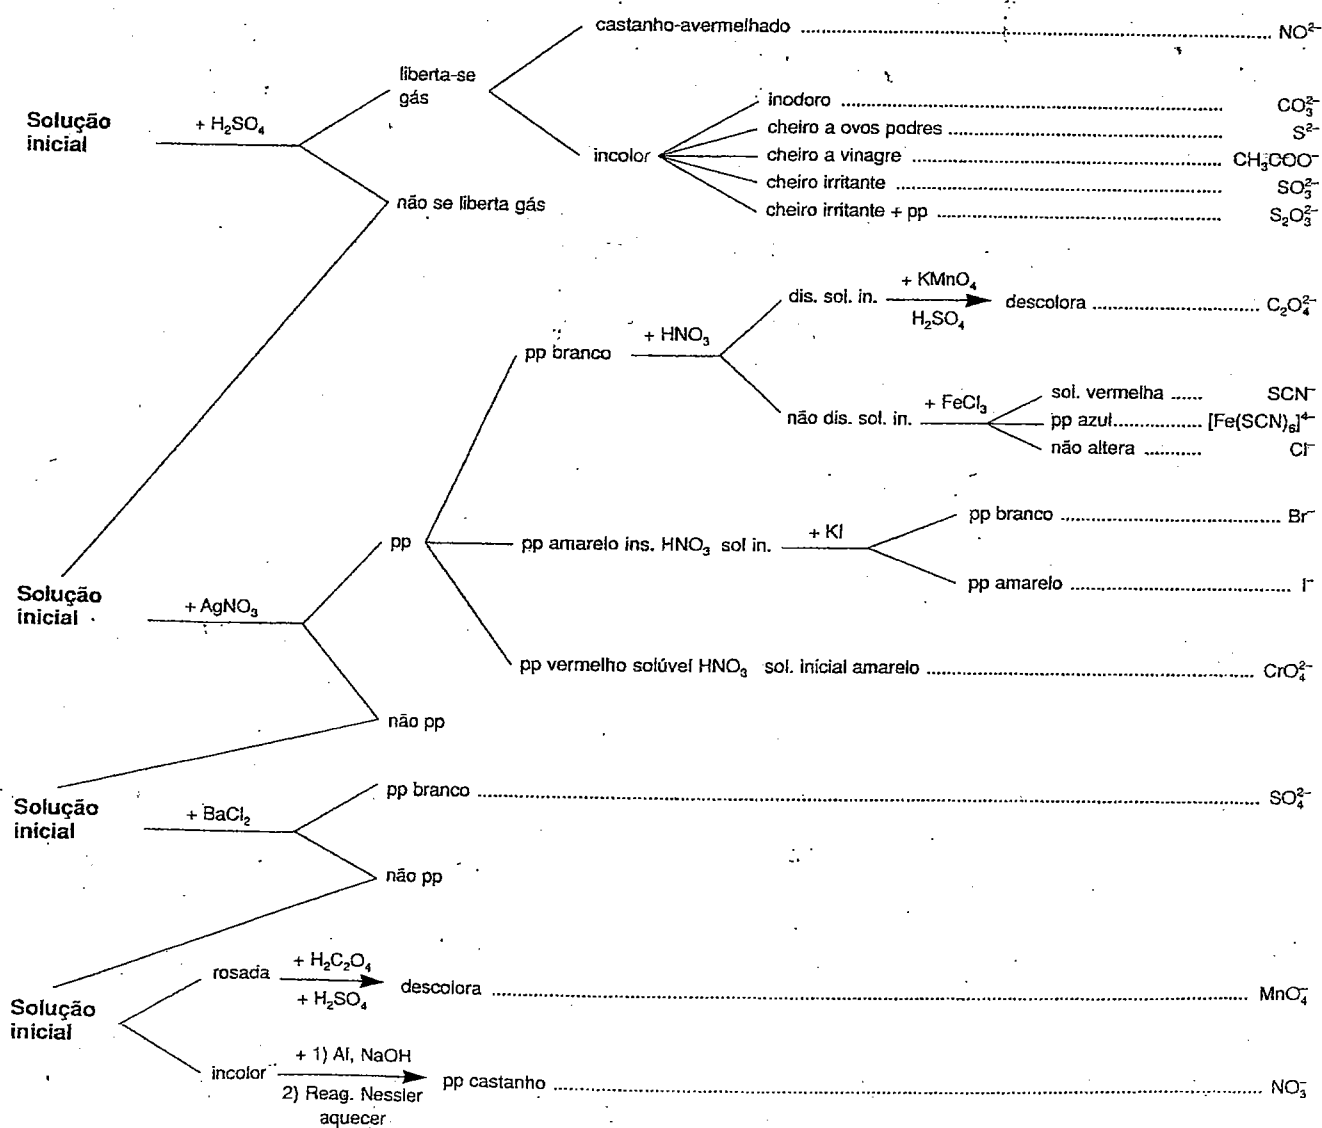 castanho-avermelhado ........ NO²⁻
liberta-se
gás
Solução
inicial
+ H₂SO₄
inodoro ........ CO₃²⁻
cheiro a ovos podres ........ S²⁻
incolor
cheiro a vinagre ........ CH₃COO⁻
cheiro irritante ........ SO₃²⁻
cheiro irritante + pp ........ S₂O₃²⁻
não se liberta gás
dis. sol. in.
+ KMnO₄
H₂SO₄
descolora ........ C₂O₄²⁻
pp branco
+ HNO₃
não dis. sol. in.
+ FeCl₃
sol. vermelha ...... SCN⁻
pp azul ........ [Fe(SCN)₆]⁴⁻
não altera ........ Cl⁻
pp
pp amarelo ins. HNO₃ sol in.
+ KI
pp branco ........ Br⁻
pp amarelo ........ I⁻
Solução
inicial
+ AgNO₃
pp vermelho solúvel HNO₃ sol. inicial amarelo ........ CrO₄²⁻
não pp
Solução
inicial
+ BaCl₂
pp branco ........ SO₄²⁻
não pp
Solução
inicial
rosada
+ H₂C₂O₄
+ H₂SO₄
descolora ........ MnO₄⁻
incolor
+ 1) Al, NaOH
2) Reag. Nessler
aquecer
pp castanho ........ NO₃⁻